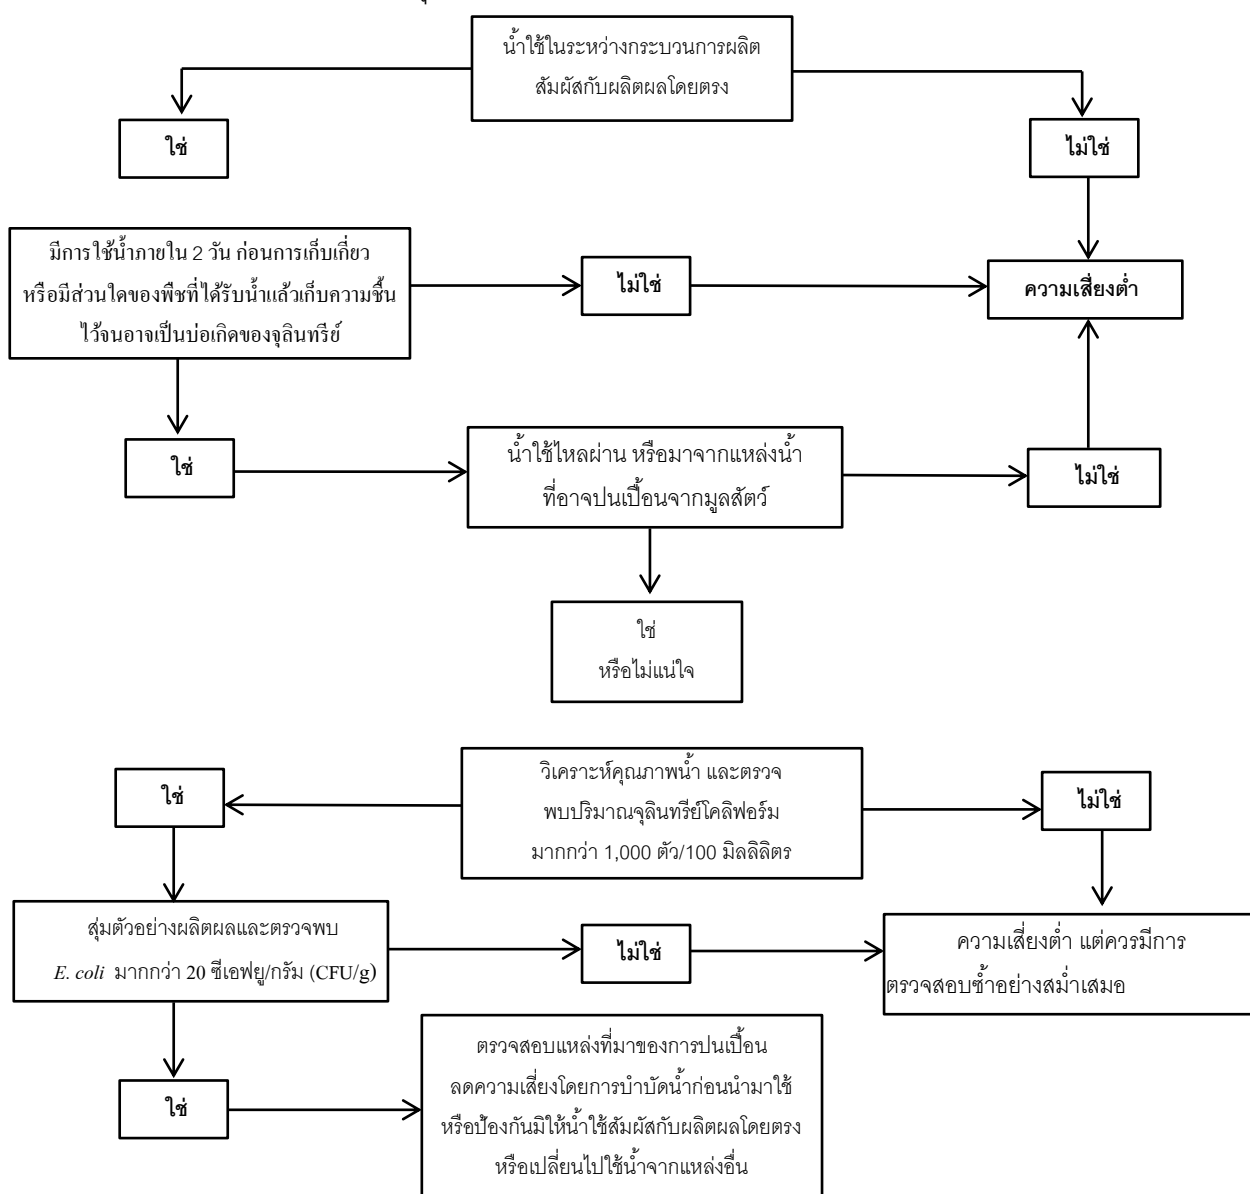 น้ำใช้ในระหว่างกระบวนการผลิต
สัมผัสกับผลิตผลโดยตรง
ใช่
ไม่ใช่
มีการใช้น้ำภายใน 2 วัน ก่อนการเก็บเกี่ยว
หรือมีส่วนใดของพืชที่ได้รับน้ำแล้วเก็บความชื้น
ไว้จนอาจเป็นบ่อเกิดของจุลินทรีย์
ไม่ใช่
ความเสี่ยงต่ำ
ใช่
น้ำใช้ไหลผ่าน หรือมาจากแหล่งน้ำ
ที่อาจปนเปื้อนจากมูลสัตว์
ไม่ใช่
ใช่
หรือไม่แน่ใจ
วิเคราะห์คุณภาพน้ำ และตรวจ
พบปริมาณจุลินทรีย์โคลิฟอร์ม
มากกว่า 1,000 ตัว/100 มิลลิลิตร
ใช่
ไม่ใช่
สุ่มตัวอย่างผลิตผลและตรวจพบ
E. coli มากกว่า 20 ซีเอฟยู/กรัม (CFU/g)
ไม่ใช่
ความเสี่ยงต่ำ แต่ควรมีการ
ตรวจสอบซ้ำอย่างสม่ำเสมอ
ใช่
ตรวจสอบแหล่งที่มาของการปนเปื้อน
ลดความเสี่ยงโดยการบำบัดน้ำก่อนนำมาใช้
หรือป้องกันมิให้น้ำใช้สัมผัสกับผลิตผลโดยตรง
หรือเปลี่ยนไปใช้น้ำจากแหล่งอื่น